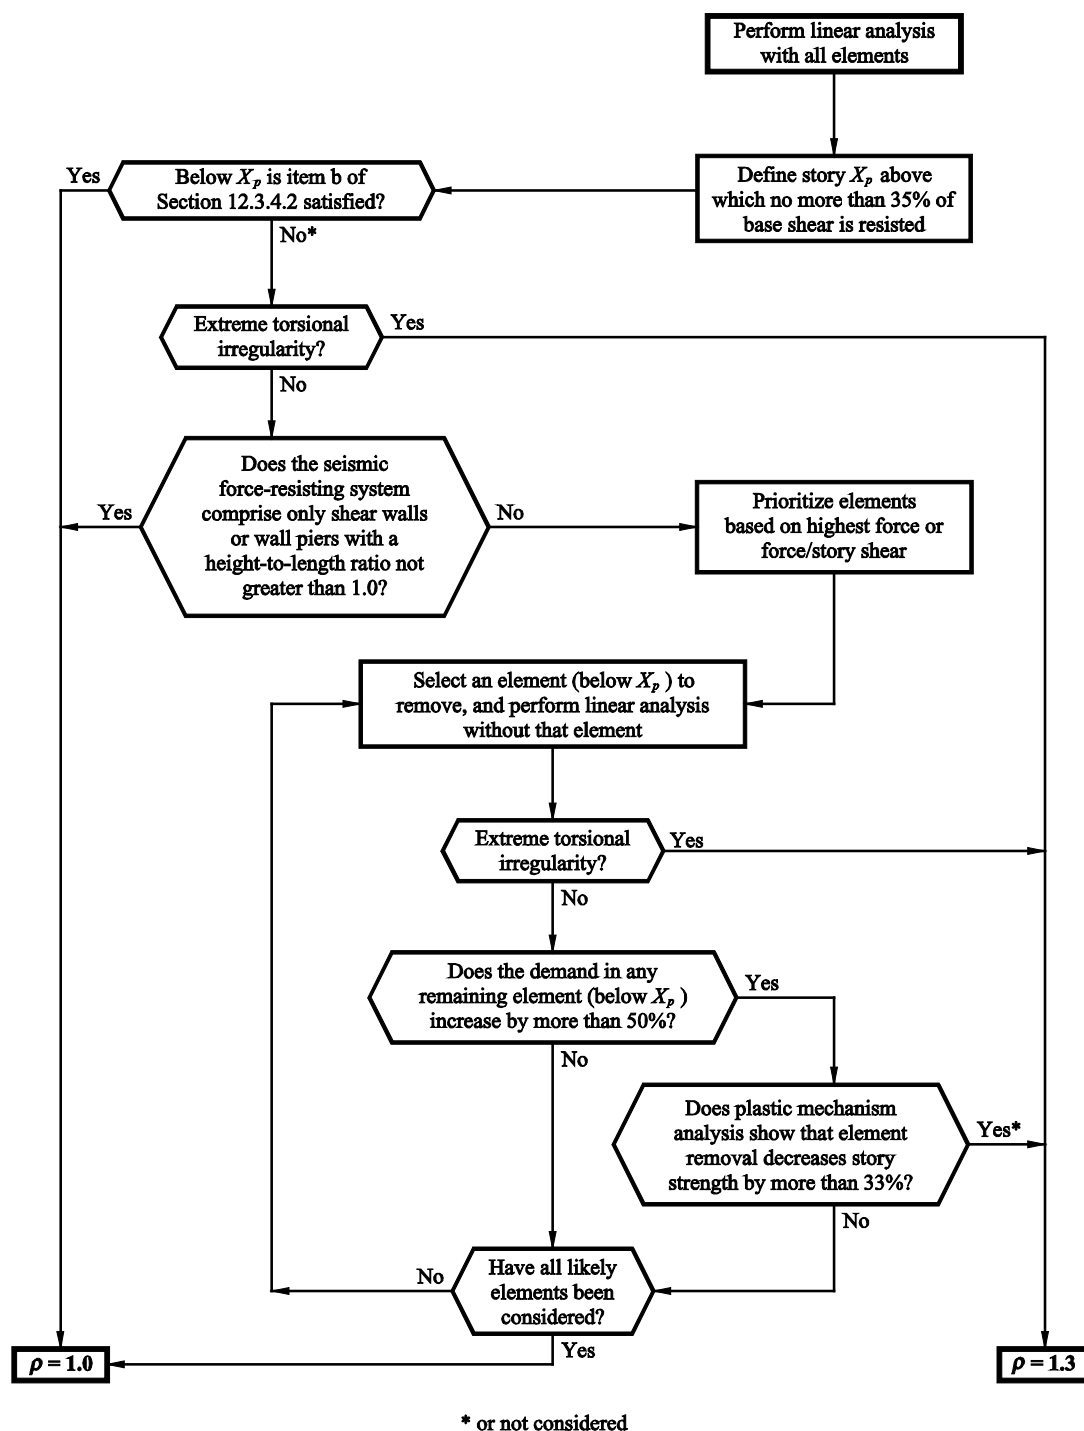 Perform linear analysis
with all elements
Define story Xp above
which no more than 35% of
base shear is resisted
Yes
Below Xp is item b of
Section 12.3.4.2 satisfied?
No*
Extreme torsional
irregularity?
Yes
No
Does the seismic
force-resisting system
comprise only shear walls
or wall piers with a
height-to-length ratio not
greater than 1.0?
Yes
No
Prioritize elements
based on highest force or
force/story shear
Select an element (below Xp ) to
remove, and perform linear analysis
without that element
Extreme torsional
irregularity?
Yes
No
Does the demand in any
remaining element (below Xp )
increase by more than 50%?
Yes
No
Does plastic mechanism
analysis show that element
removal decreases story
strength by more than 33%?
Yes*
No
Have all likely
elements been
considered?
No
Yes
ρ = 1.0
ρ = 1.3
* or not considered